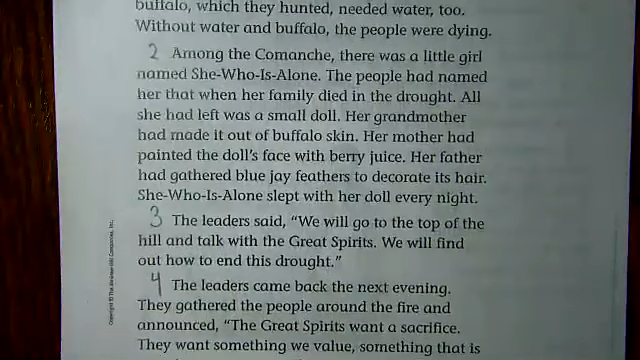 buffalo, which they hunted, needed water, too.
Without water and buffalo, the people were dying.
2 Among the Comanche, there was a little girl
named She-Who-Is-Alone. The people had named
her that when her family died in the drought. All
she had left was a small doll. Her grandmother
had made it out of buffalo skin. Her mother had
painted the doll's face with berry juice. Her father
had gathered blue jay feathers to decorate its hair.
She-Who-Is-Alone slept with her doll every night.
3 The leaders said, “We will go to the top of the
hill and talk with the Great Spirits. We will find
out how to end this drought.”
4 The leaders came back the next evening.
They gathered the people around the fire and
announced, “The Great Spirits want a sacrifice.
They want something we value, something that is
Copyright © The McGraw-Hill Companies, Inc.